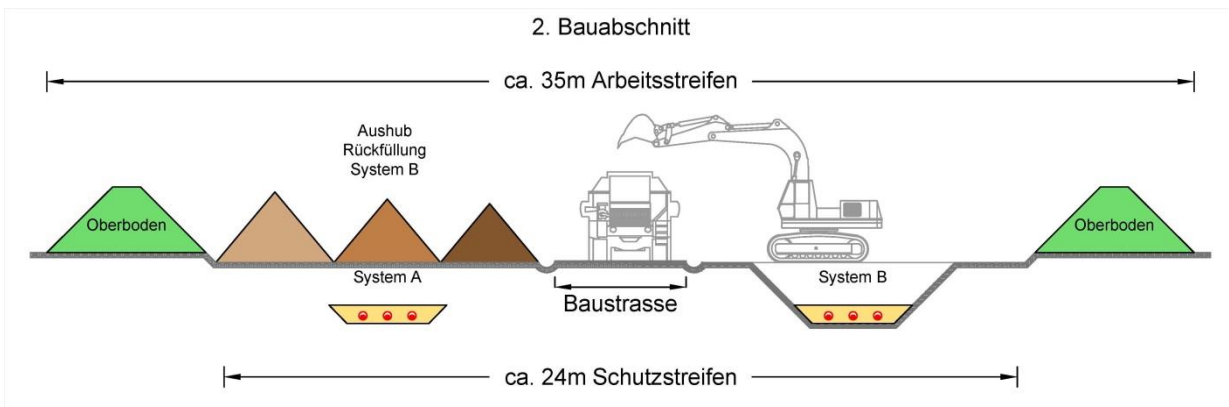 2. Bauabschnitt
ca. 35m Arbeitsstreifen
Aushub
Rückfüllung
System B
Oberboden
Oberboden
System A
System B
Baustrasse
ca. 24m Schutzstreifen